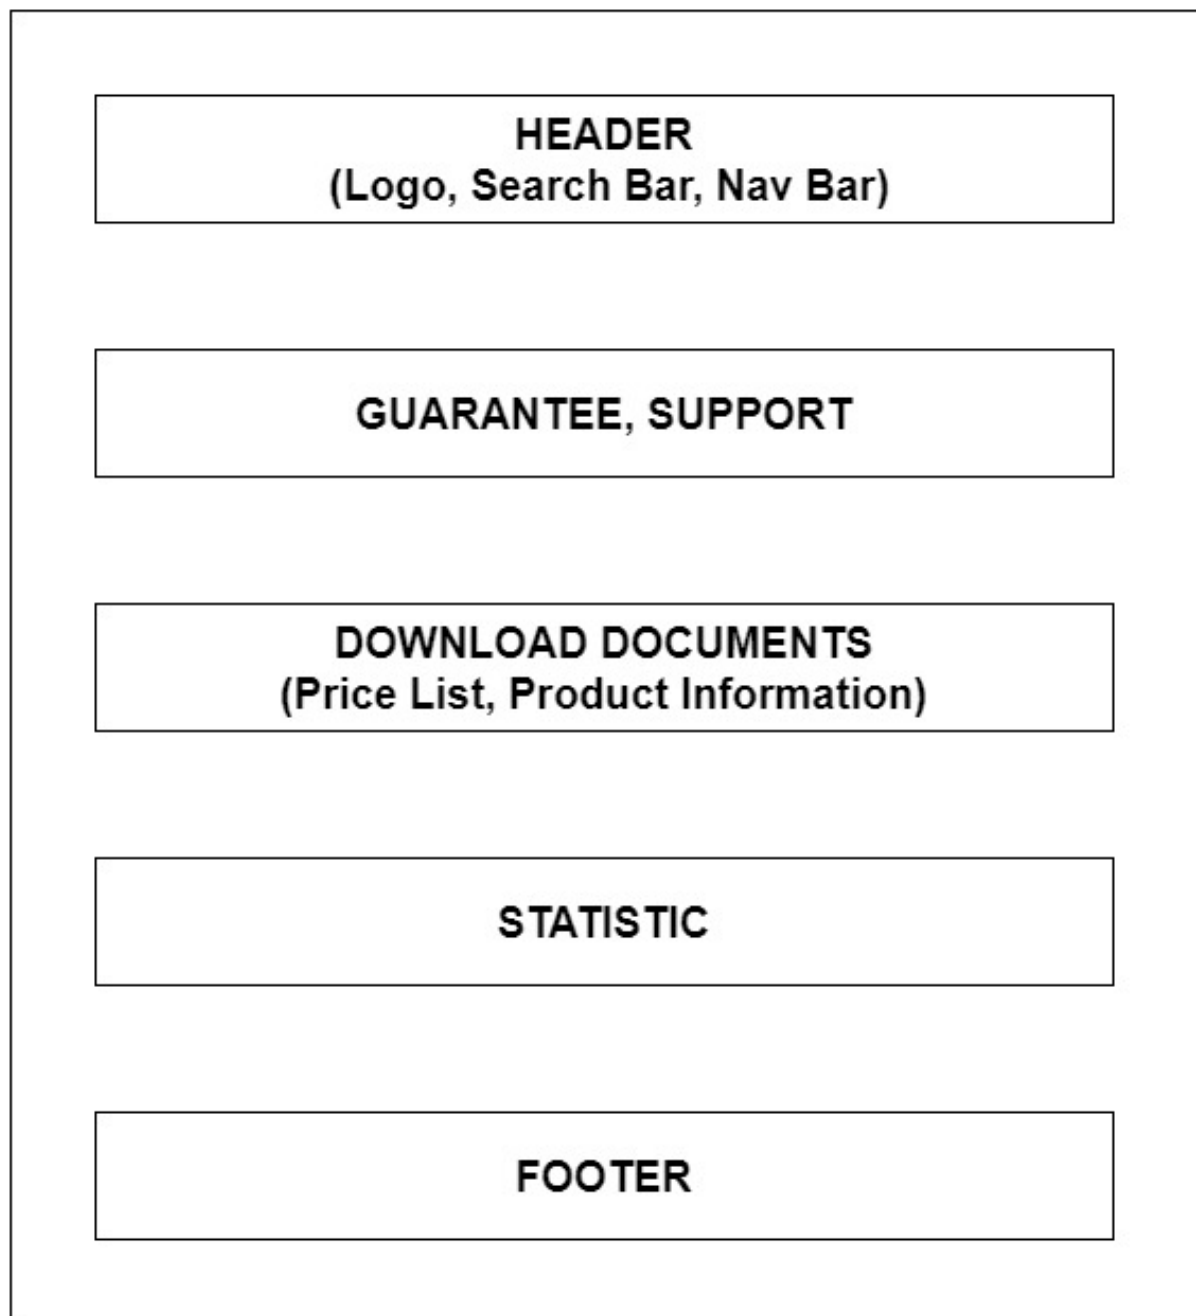 HEADER
(Logo, Search Bar, Nav Bar)
GUARANTEE, SUPPORT
DOWNLOAD DOCUMENTS
(Price List, Product Information)
STATISTIC
FOOTER